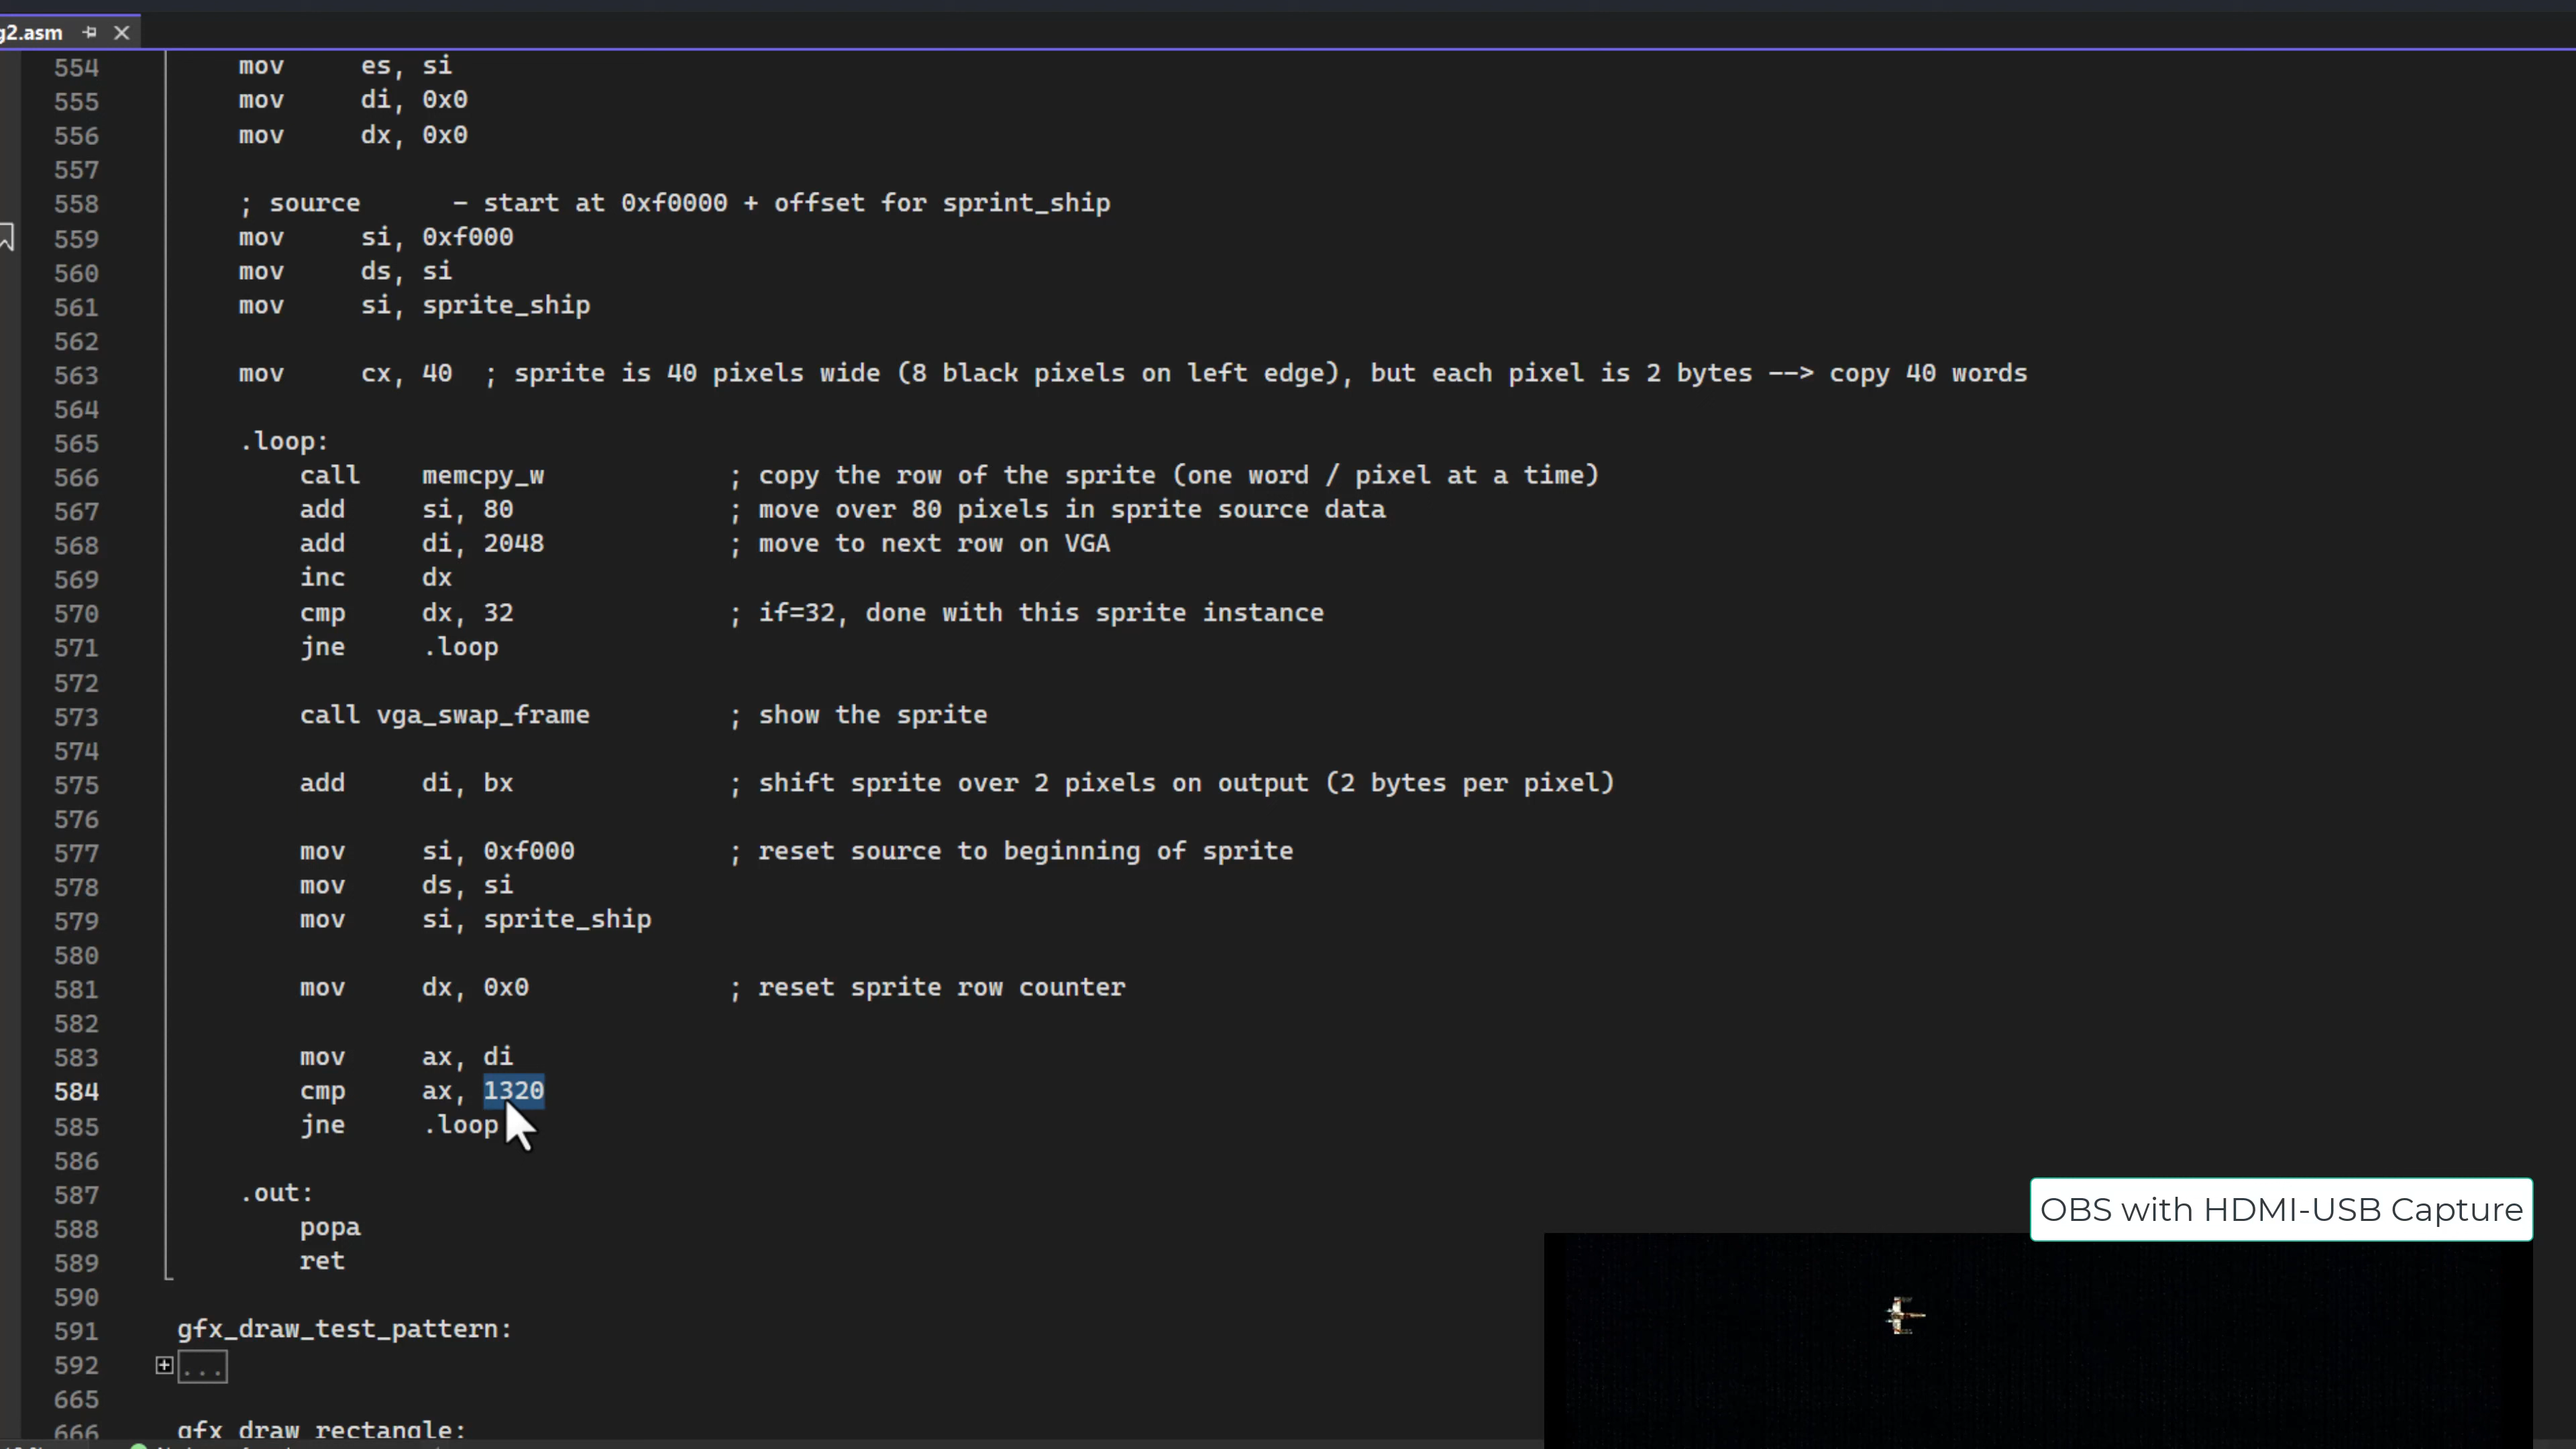 g2.asm
554 mov es, si
555 mov di, 0x0
556 mov dx, 0x0
557
558 ; source - start at 0xf0000 + offset for sprint_ship
559 mov si, 0xf000
560 mov ds, si
561 mov si, sprite_ship
562
563 mov cx, 40 ; sprite is 40 pixels wide (8 black pixels on left edge), but each pixel is 2 bytes --> copy 40 words
564
565 .loop:
566 call memcpy_w ; copy the row of the sprite (one word / pixel at a time)
567 add si, 80 ; move over 80 pixels in sprite source data
568 add di, 2048 ; move to next row on VGA
569 inc dx
570 cmp dx, 32 ; if=32, done with this sprite instance
571 jne .loop
572
573 call vga_swap_frame ; show the sprite
574
575 add di, bx ; shift sprite over 2 pixels on output (2 bytes per pixel)
576
577 mov si, 0xf000 ; reset source to beginning of sprite
578 mov ds, si
579 mov si, sprite_ship
580
581 mov dx, 0x0 ; reset sprite row counter
582
583 mov ax, di
584 cmp ax, 1320
585 jne .loop
586
587 .out:
588 popa
589 ret
590
591 gfx_draw_test_pattern:
592 ...
665
666 gfx_draw_rectangle:
OBS with HDMI-USB Capture